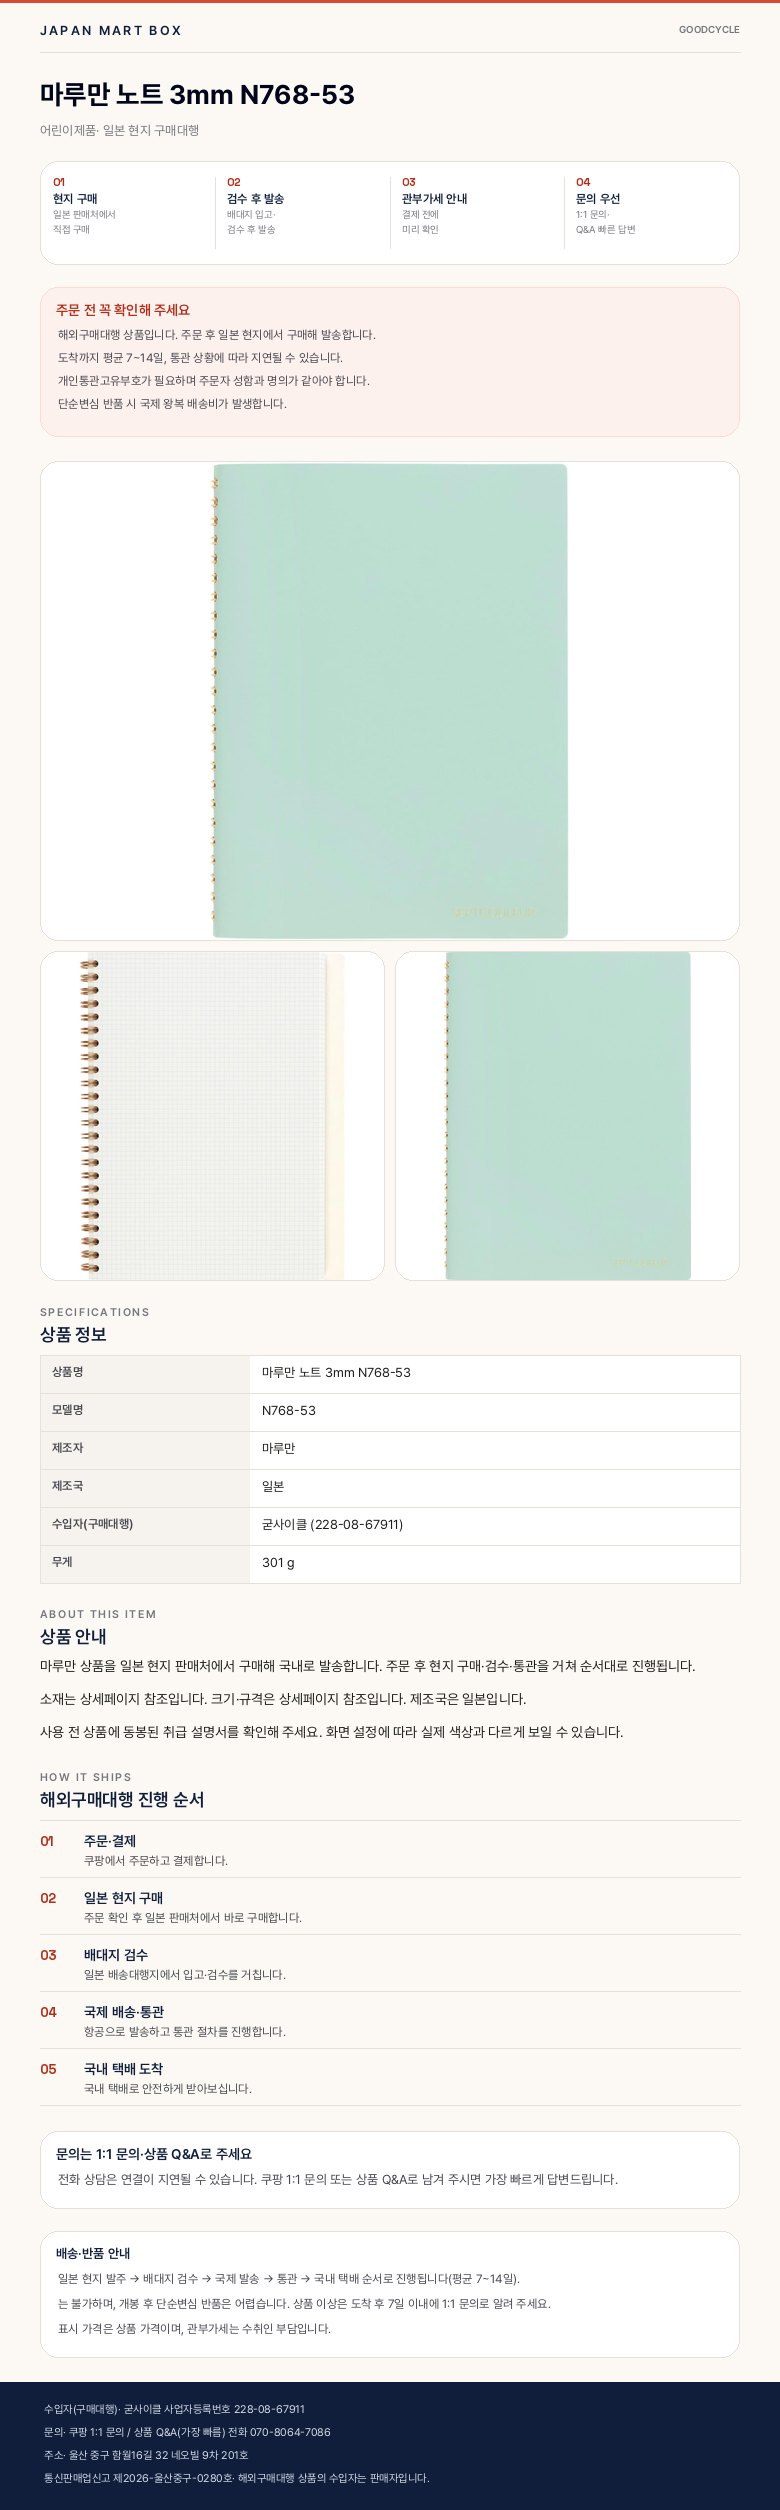 JAPAN MART BOX
GOODCYCLE
마루만 노트 3mm N768-53
어린이제품· 일본 현지 구매대행
01
현지 구매
일본 판매처에서
직접 구매
02
검수 후 발송
배대지 입고·
검수 후 발송
03
관부가세 안내
결제 전에
미리 확인
04
문의 우선
1:1 문의·
Q&A 빠른 답변
주문 전 꼭 확인해 주세요
해외구매대행 상품입니다. 주문 후 일본 현지에서 구매해 발송합니다.
도착까지 평균 7~14일, 통관 상황에 따라 지연될 수 있습니다.
개인통관고유부호가 필요하며 주문자 성함과 명의가 같아야 합니다.
단순변심 반품 시 국제 왕복 배송비가 발생합니다.
SPECIFICATIONS
상품 정보
상품명 마루만 노트 3mm N768-53
모델명 N768-53
제조자 마루만
제조국 일본
수입자(구매대행) 굳사이클 (228-08-67911)
무게 301 g
ABOUT THIS ITEM
상품 안내
마루만 상품을 일본 현지 판매처에서 구매해 국내로 발송합니다. 주문 후 현지 구매·검수·통관을 거쳐 순서대로 진행됩니다.
소재는 상세페이지 참조입니다. 크기·규격은 상세페이지 참조입니다. 제조국은 일본입니다.
사용 전 상품에 동봉된 취급 설명서를 확인해 주세요. 화면 설정에 따라 실제 색상과 다르게 보일 수 있습니다.
HOW IT SHIPS
해외구매대행 진행 순서
01 주문·결제
쿠팡에서 주문하고 결제합니다.
02 일본 현지 구매
주문 확인 후 일본 판매처에서 바로 구매합니다.
03 배대지 검수
일본 배송대행지에서 입고·검수를 거칩니다.
04 국제 배송·통관
항공으로 발송하고 통관 절차를 진행합니다.
05 국내 택배 도착
국내 택배로 안전하게 받아보십니다.
문의는 1:1 문의·상품 Q&A로 주세요
전화 상담은 연결이 지연될 수 있습니다. 쿠팡 1:1 문의 또는 상품 Q&A로 남겨 주시면 가장 빠르게 답변드립니다.
배송·반품 안내
일본 현지 발주 → 배대지 검수 → 국제 발송 → 통관 → 국내 택배 순서로 진행됩니다(평균 7~14일).
는 불가하며, 개봉 후 단순변심 반품은 어렵습니다. 상품 이상은 도착 후 7일 이내에 1:1 문의로 알려 주세요.
표시 가격은 상품 가격이며, 관부가세는 수취인 부담입니다.
수입자(구매대행)· 굳사이클 사업자등록번호 228-08-67911
문의· 쿠팡 1:1 문의 / 상품 Q&A(가장 빠름) 전화 070-8064-7086
주소· 울산 중구 함월16길 32 네오빌 9차 201호
통신판매업신고 제2026-울산중구-0280호· 해외구매대행 상품의 수입자는 판매자입니다.